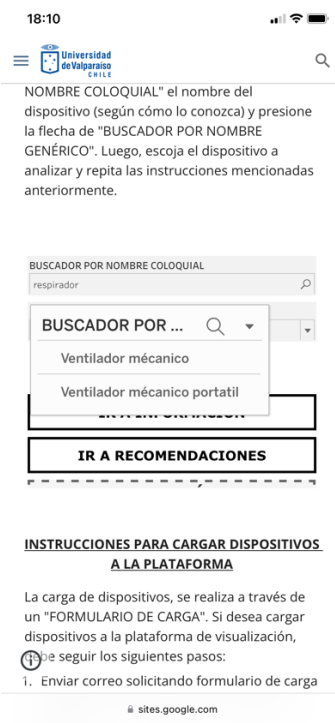 18:10
Universidad
de Valparaíso
CHILE
NOMBRE COLOQUIAL" el nombre del
dispositivo (según cómo lo conozca) y presione
la flecha de "BUSCADOR POR NOMBRE
GENÉRICO". Luego, escoja el dispositivo a
analizar y repita las instrucciones mencionadas
anteriormente.
BUSCADOR POR NOMBRE COLOQUIAL
respirador
BUSCADOR POR ...
Ventilador mecánico
Ventilador mecánico portatil
IR A INFORMACIÓN
IR A RECOMENDACIONES
INSTRUCCIONES PARA CARGAR DISPOSITIVOS
A LA PLATAFORMA
La carga de dispositivos, se realiza a través de
un "FORMULARIO DE CARGA". Si desea cargar
dispositivos a la plataforma de visualización,
debe seguir los siguientes pasos:
1. Enviar correo solicitando formulario de carga
sites.google.com